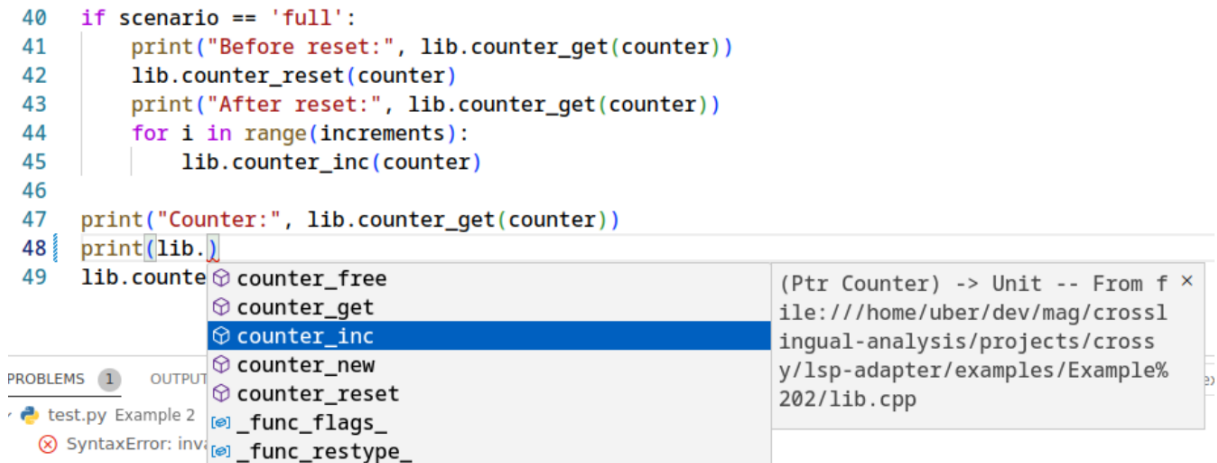 40 if scenario == 'full':
41     print("Before reset:", lib.counter_get(counter))
42     lib.counter_reset(counter)
43     print("After reset:", lib.counter_get(counter))
44     for i in range(increments):
45         lib.counter_inc(counter)
46
47 print("Counter:", lib.counter_get(counter))
48 print(lib.)
49 lib.counte
counter_free
counter_get
counter_inc
counter_new
counter_reset
_func_flags_
_func_restype_
(Ptr Counter) -> Unit -- From f ×
ile:///home/uber/dev/mag/crossl
ingual-analysis/projects/cross
y/lsp-adapter/examples/Example%
202/lib.cpp
PROBLEMS 1 OUTPUT
test.py Example 2
SyntaxError: inva